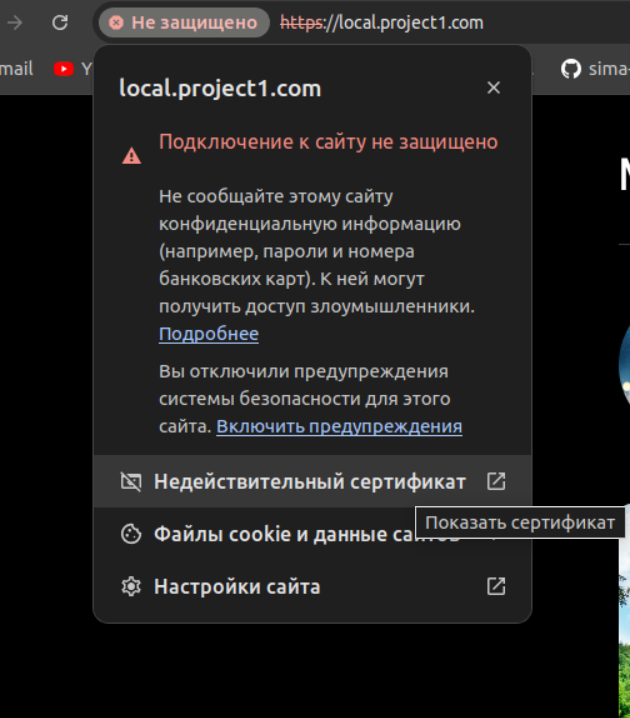 Не защищено https://local.project1.com
mail Y sima-
local.project1.com
Подключение к сайту не защищено
Не сообщайте этому сайту
конфиденциальную информацию
(например, пароли и номера
банковских карт). К ней могут
получить доступ злоумышленники.
Подробнее
Вы отключили предупреждения
системы безопасности для этого
сайта. Включить предупреждения
Недействительный сертификат
Показать сертификат
Файлы cookie и данные
Настройки сайта